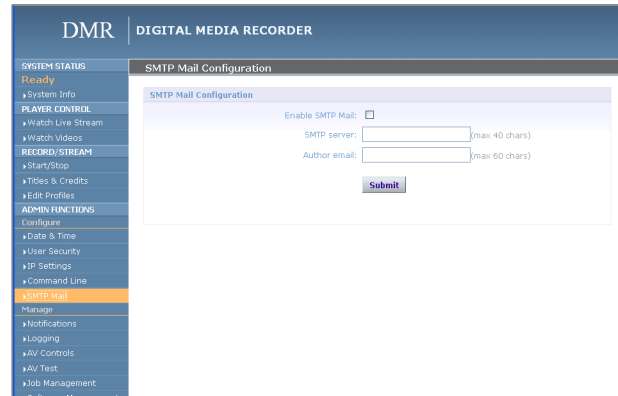 DMR DIGITAL MEDIA RECORDER
SYSTEM STATUS
Ready
System Info
PLAYER CONTROL
Watch Live Stream
Watch Videos
RECORD/STREAM
Start/Stop
Titles & Credits
Edit Profiles
ADMIN FUNCTIONS
Configure
Date & Time
User Security
IP Settings
Command Line
SMTP Mail
Manage
Notifications
Logging
AV Controls
AV Test
Job Management
SMTP Mail Configuration
SMTP Mail Configuration
Enable SMTP Mail:
SMTP server: (max 40 chars)
Author email: (max 60 chars)
Submit